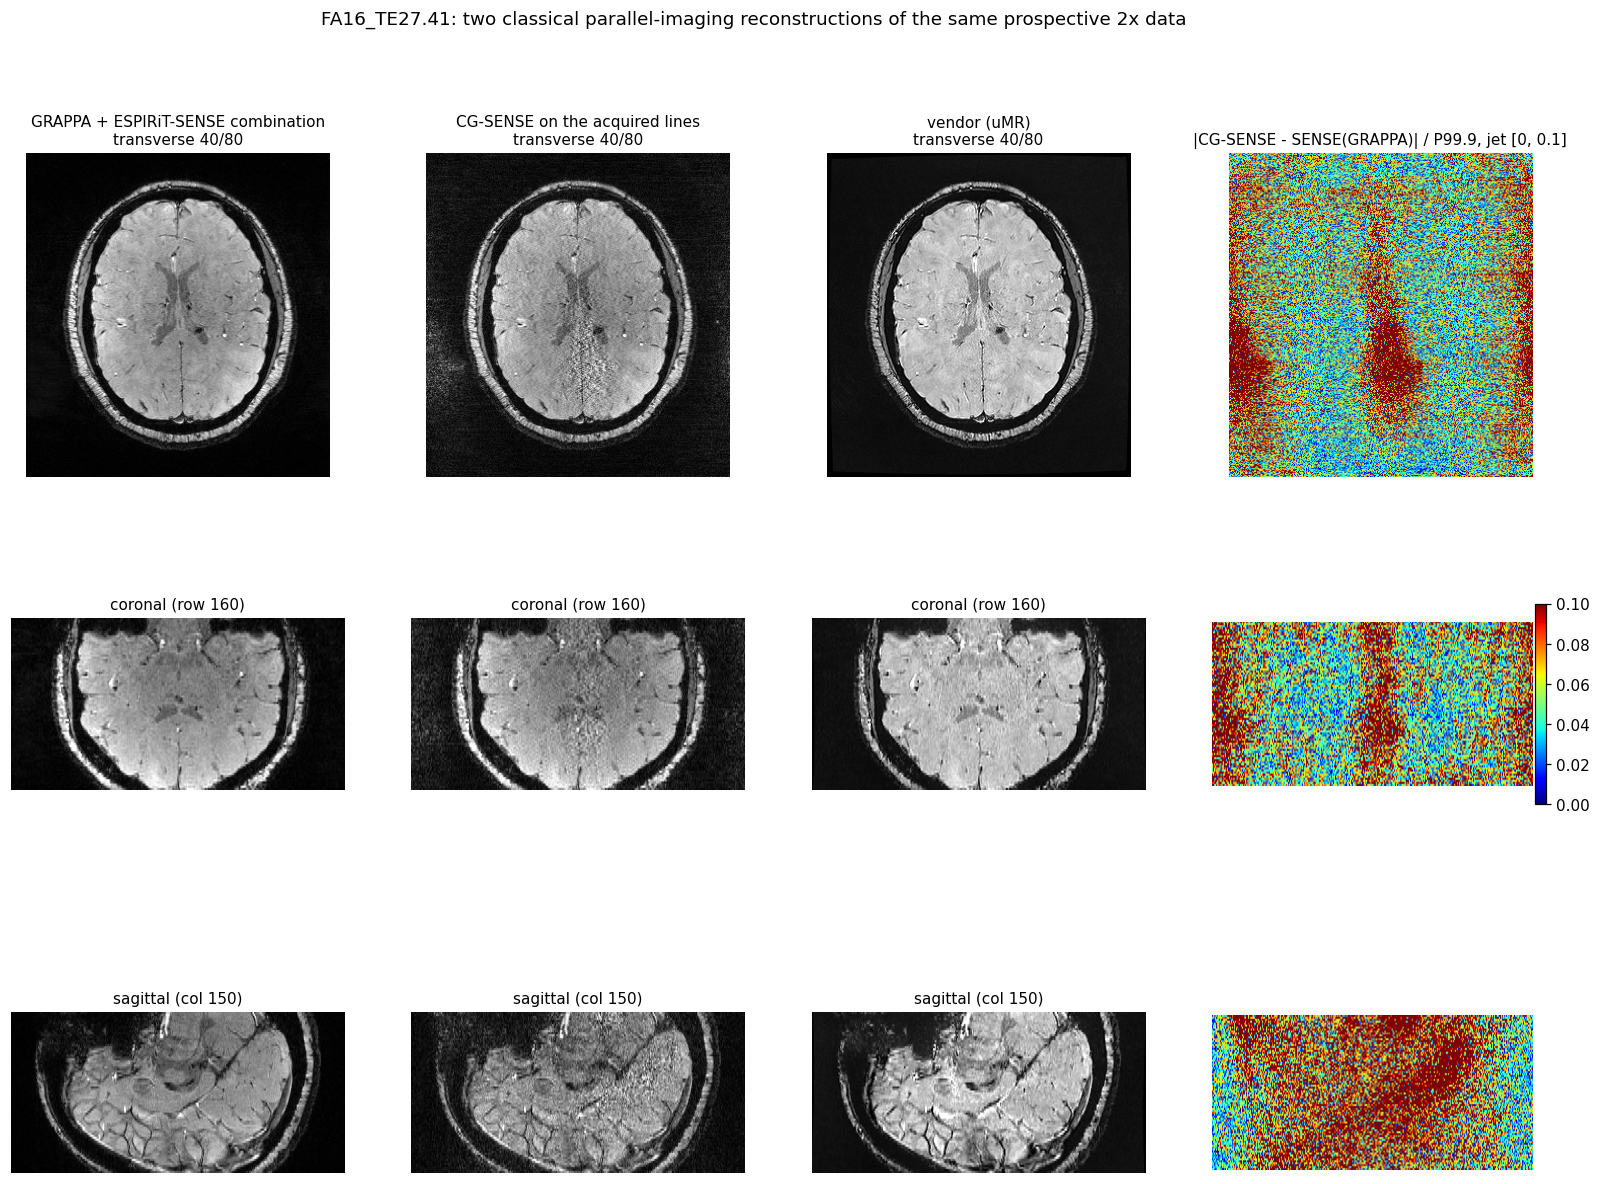 FA16_TE27.41: two classical parallel-imaging reconstructions of the same prospective 2x data
GRAPPA + ESPIRiT-SENSE combination
transverse 40/80
CG-SENSE on the acquired lines
transverse 40/80
vendor (uMR)
transverse 40/80
|CG-SENSE - SENSE(GRAPPA)| / P99.9, jet [0, 0.1]
coronal (row 160)
coronal (row 160)
coronal (row 160)
0.10
0.08
0.06
0.04
0.02
0.00
sagittal (col 150)
sagittal (col 150)
sagittal (col 150)